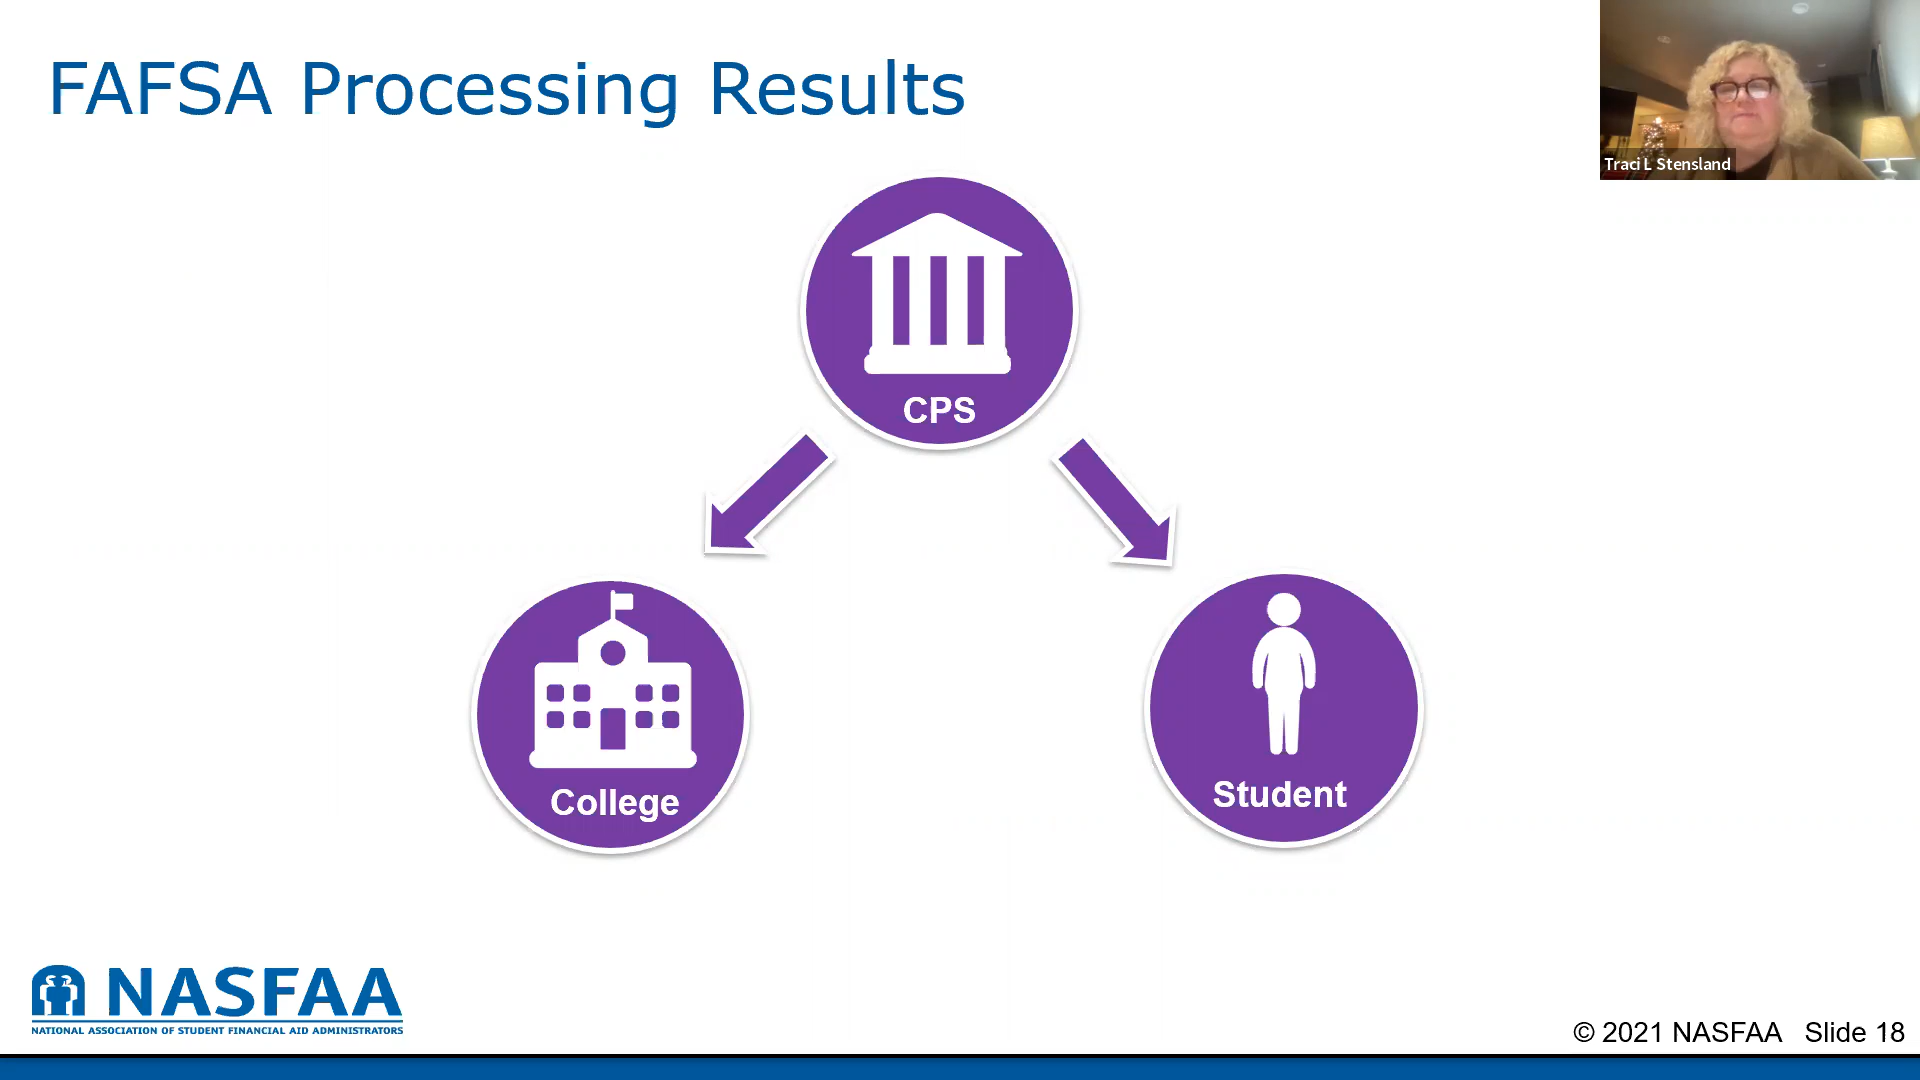 FAFSA Processing Results
Traci L Stensland
CPS
College
Student
NASFAA
NATIONAL ASSOCIATION OF STUDENT FINANCIAL AID ADMINISTRATORS
© 2021 NASFAA Slide 18